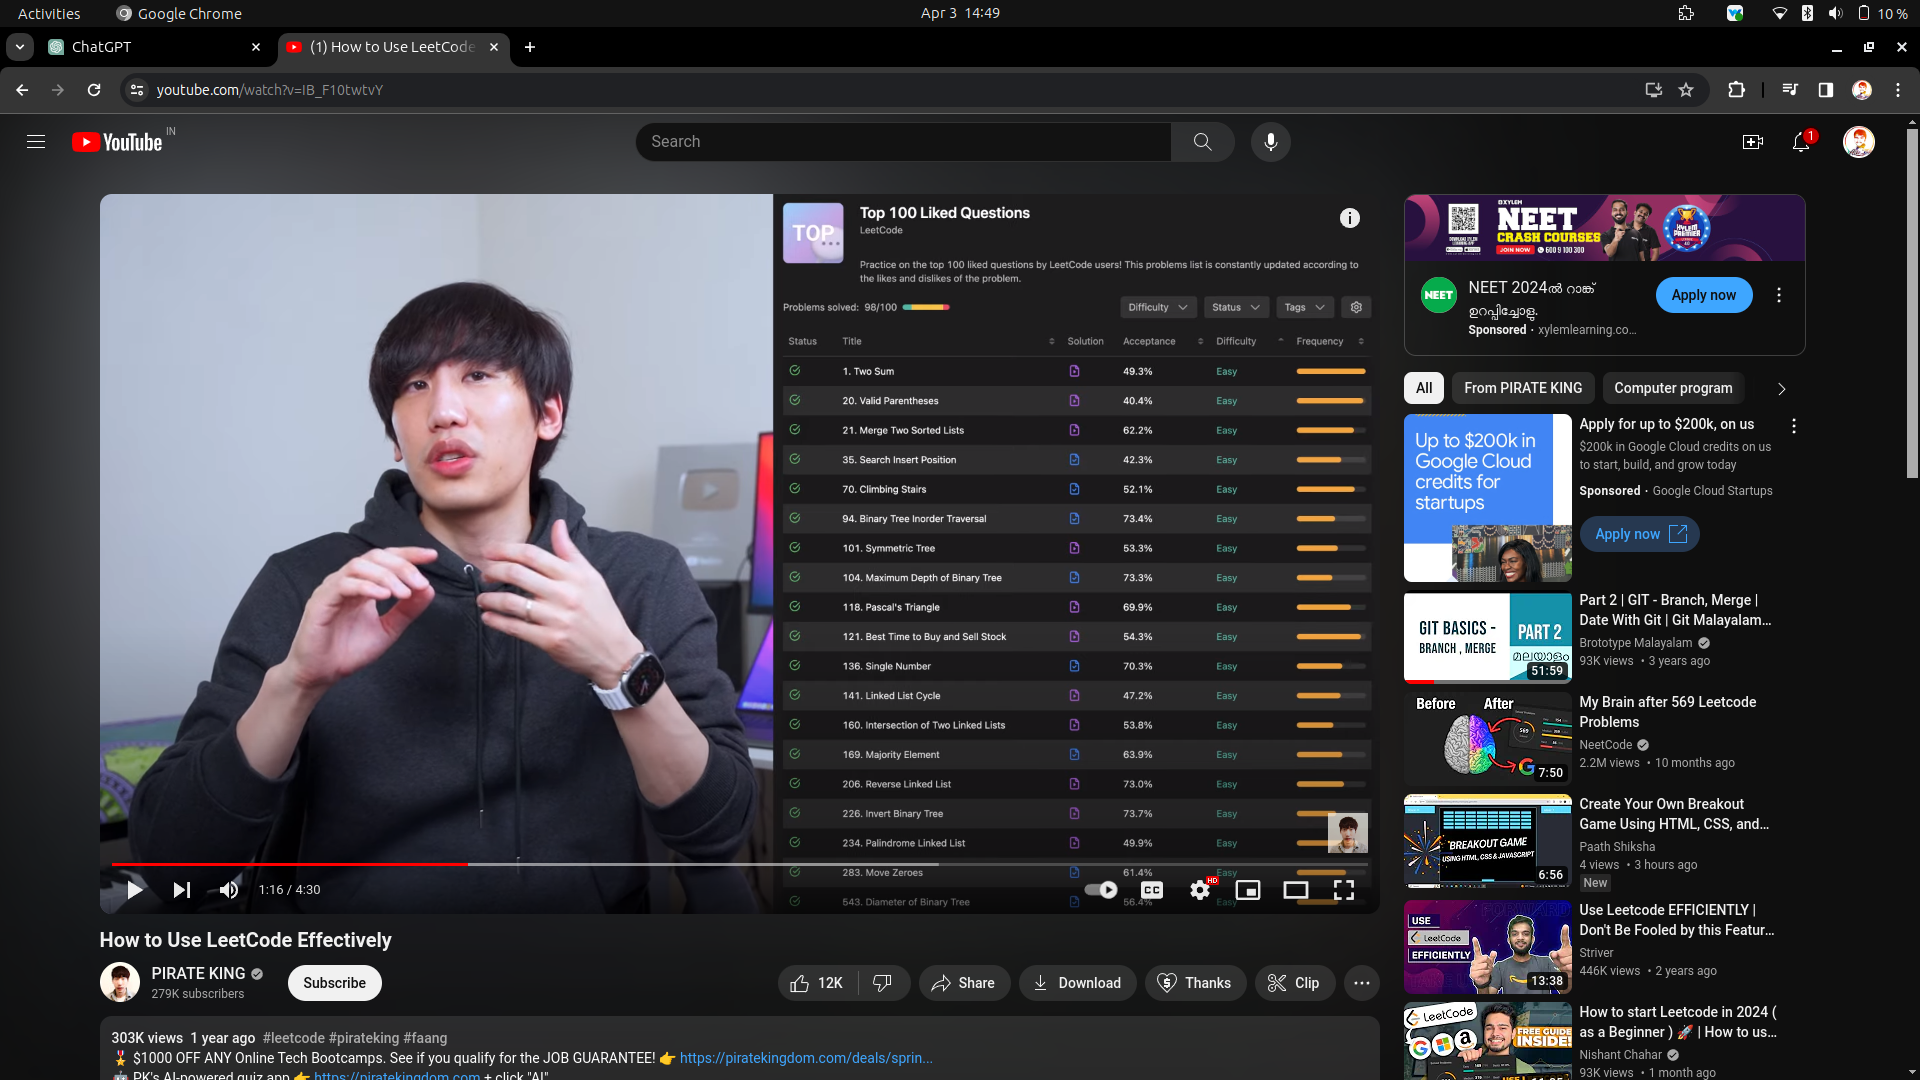 Activities
Google Chrome
Apr 3 14:49
10 %
ChatGPT
(1) How to Use LeetCode
youtube.com/watch?v=IB_F10twtvY
YouTube IN
Search
1
TOP
Top 100 Liked Questions
LeetCode
Practice on the top 100 liked questions by LeetCode users! This problems list is constantly updated according to
the likes and dislikes of the problem.
Problems solved: 98/100
Difficulty Status Tags
Status Title Solution Acceptance Difficulty Frequency
1. Two Sum 49.3% Easy
20. Valid Parentheses 40.4% Easy
21. Merge Two Sorted Lists 62.2% Easy
35. Search Insert Position 42.3% Easy
70. Climbing Stairs 52.1% Easy
94. Binary Tree Inorder Traversal 73.4% Easy
101. Symmetric Tree 53.3% Easy
104. Maximum Depth of Binary Tree 73.3% Easy
118. Pascal's Triangle 69.9% Easy
121. Best Time to Buy and Sell Stock 54.3% Easy
136. Single Number 70.3% Easy
141. Linked List Cycle 47.2% Easy
160. Intersection of Two Linked Lists 53.8% Easy
169. Majority Element 63.9% Easy
206. Reverse Linked List 73.0% Easy
226. Invert Binary Tree 73.7% Easy
234. Palindrome Linked List 49.9% Easy
283. Move Zeroes 61.4% Easy
543. Diameter of Binary Tree 56.4% Easy
1:16 / 4:30
CC
HD
How to Use LeetCode Effectively
PIRATE KING
279K subscribers
Subscribe
12K
Share
Download
Thanks
Clip
303K views 1 year ago #leetcode #pirateking #faang
$1000 OFF ANY Online Tech Bootcamps. See if you qualify for the JOB GUARANTEE! https://piratekingdom.com/deals/sprin...
PK's AI-powered quiz app https://piratekingdom.com + click "AI"
XYLEM
NEET
CRASH COURSES
JOIN NOW 600 9 100 300
XYLEM
PREMIER
NEET
NEET 2024ൽ റാങ്ക്
ഉറപ്പിച്ചോളു.
Sponsored · xylemlearning.co...
Apply now
All
From PIRATE KING
Computer program
Up to $200k in
Google Cloud
credits for
startups
Apply for up to $200k, on us
$200k in Google Cloud credits on us
to start, build, and grow today
Sponsored · Google Cloud Startups
Apply now
GIT BASICS -
BRANCH , MERGE
PART 2
മലയാളം
51:59
Part 2 | GIT - Branch, Merge |
Date With Git | Git Malayalam...
Brototype Malayalam
93K views • 3 years ago
Before After
569
7:50
My Brain after 569 Leetcode
Problems
NeetCode
2.2M views • 10 months ago
BREAKOUT GAME
USING HTML, CSS & JAVASCRIPT
6:56
Create Your Own Breakout
Game Using HTML, CSS, and...
Paath Shiksha
4 views • 3 hours ago
New
USE
LeetCode
EFFICIENTLY
13:38
Use Leetcode EFFICIENTLY |
Don't Be Fooled by this Featur...
Striver
446K views • 2 years ago
LeetCode
FREE GUIDE
INSIDE
How to start Leetcode in 2024 (
as a Beginner ) 🚀 | How to us...
Nishant Chahar
93K views • 1 month ago